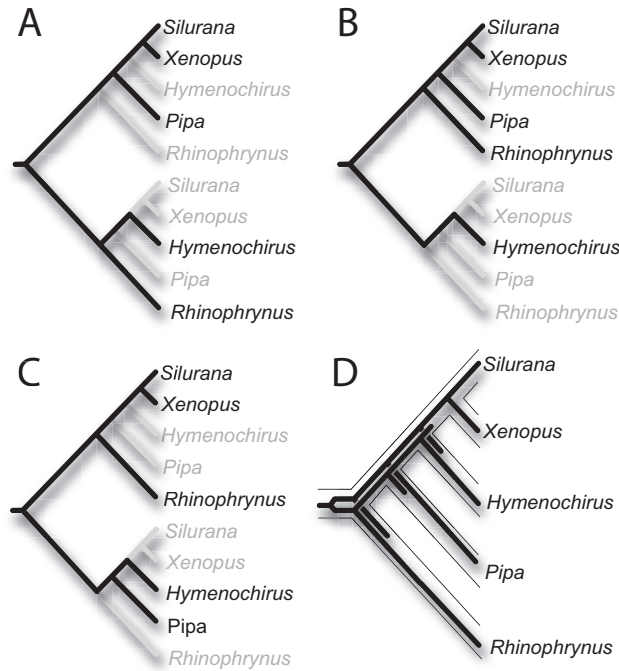 A
Silurana
Xenopus
Hymenochirus
Pipa
Rhinophrynus
Silurana
Xenopus
Hymenochirus
Pipa
Rhinophrynus
B
Silurana
Xenopus
Hymenochirus
Pipa
Rhinophrynus
Silurana
Xenopus
Hymenochirus
Pipa
Rhinophrynus
C
Silurana
Xenopus
Hymenochirus
Pipa
Rhinophrynus
Silurana
Xenopus
Hymenochirus
Pipa
Rhinophrynus
D
Silurana
Xenopus
Hymenochirus
Pipa
Rhinophrynus